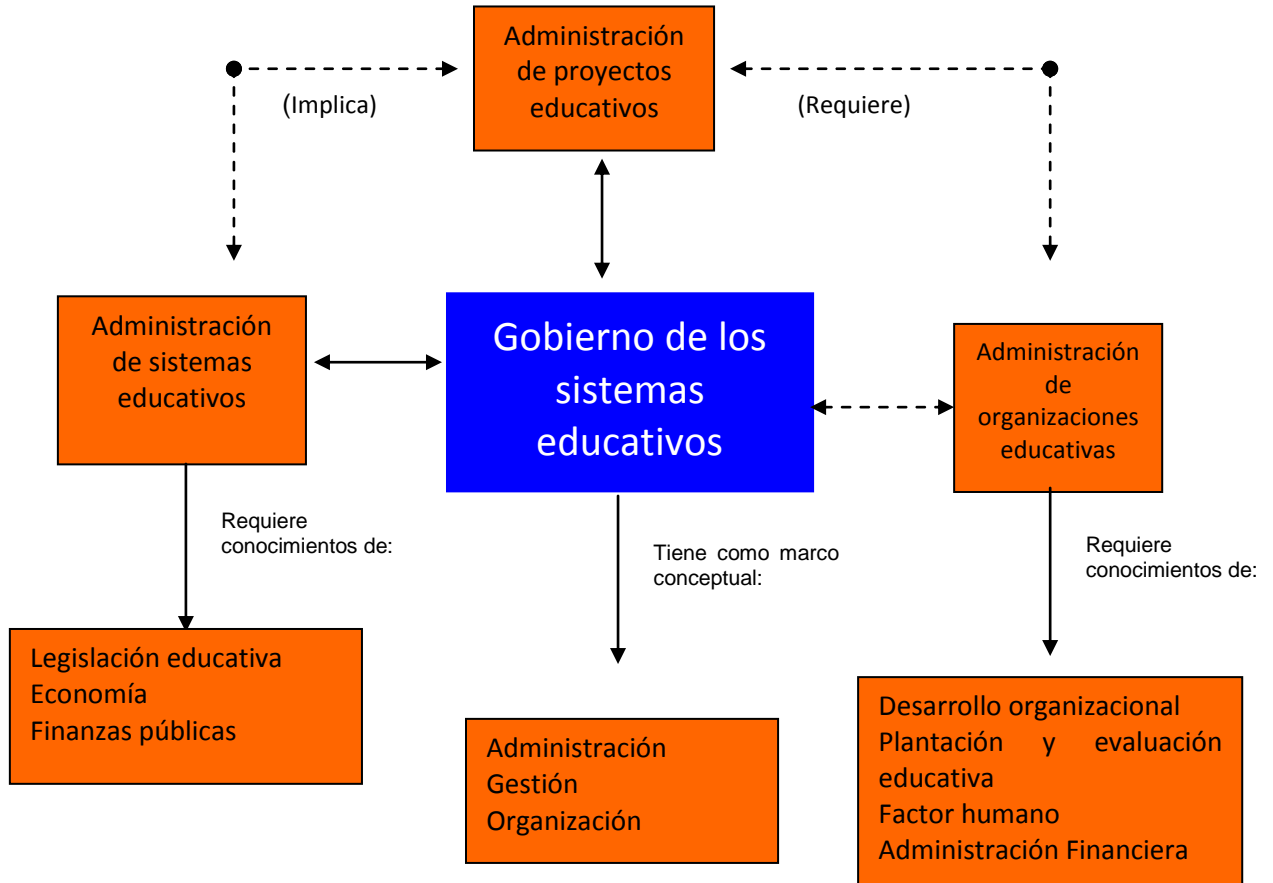 Administración
de proyectos
educativos
(Implica)
(Requiere)
Administración
de sistemas
educativos
Gobierno de los
sistemas
educativos
Administración
de
organizaciones
educativas
Requiere
conocimientos de:
Tiene como marco
conceptual:
Requiere
conocimientos de:
Legislación educativa
Economía
Finanzas públicas
Administración
Gestión
Organización
Desarrollo organizacional
Plantación y evaluación
educativa
Factor humano
Administración Financiera